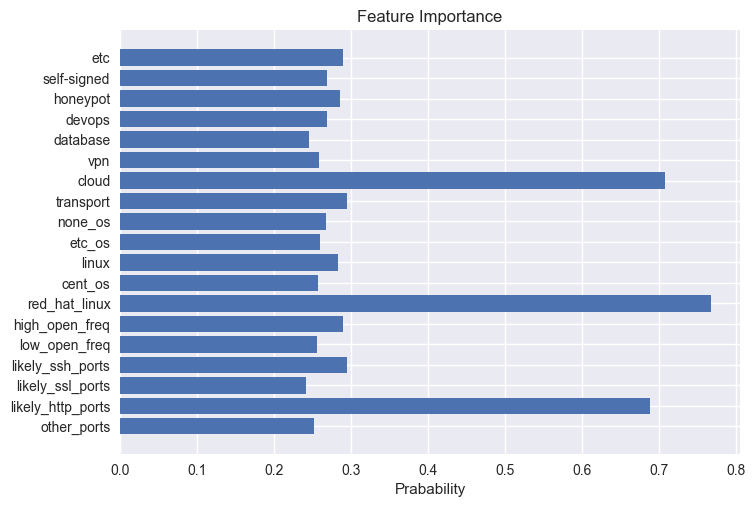 Feature Importance
etc
self-signed
honeypot
devops
database
vpn
cloud
transport
none_os
etc_os
linux
cent_os
red_hat_linux
high_open_freq
low_open_freq
likely_ssh_ports
likely_ssl_ports
likely_http_ports
other_ports
0.0 0.1 0.2 0.3 0.4 0.5 0.6 0.7 0.8
Prabability